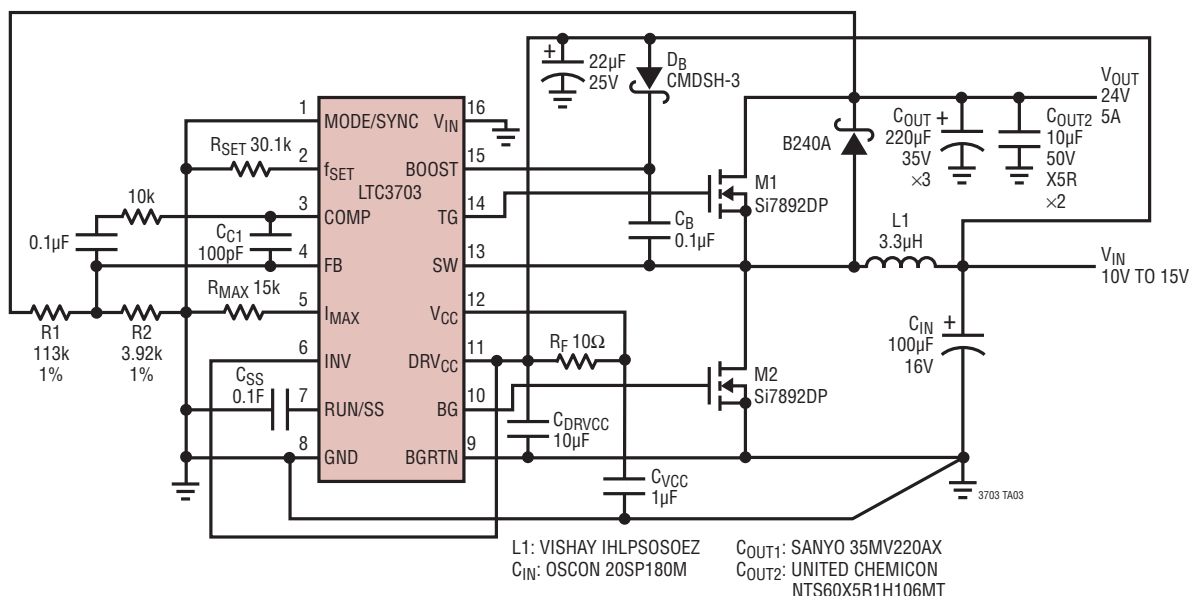 22µF
25V
+
DB
CMDSH-3
VOUT
24V
5A
1
MODE/SYNC
VIN
16
RSET 30.1k
2
fSET
BOOST
15
B240A
COUT
220µF
35V
×3
+
COUT2
10µF
50V
X5R
×2
LTC3703
10k
3
COMP
TG
14
M1
Si7892DP
0.1µF
CC1
100pF
4
FB
SW
13
CB
0.1µF
L1
3.3µH
VIN
10V TO 15V
RMAX 15k
5
IMAX
VCC
12
R1
113k
1%
R2
3.92k
1%
6
INV
DRVCC
11
RF 10Ω
CIN
100µF
16V
+
CSS
0.1F
7
RUN/SS
BG
10
M2
Si7892DP
CDRVCC
10µF
8
GND
BGRTN
9
CVCC
1µF
3703 TA03
L1: VISHAY IHLPSOSOEZ
CIN: OSCON 20SP180M
COUT1: SANYO 35MV220AX
COUT2: UNITED CHEMICON
NTS60X5R1H106MT